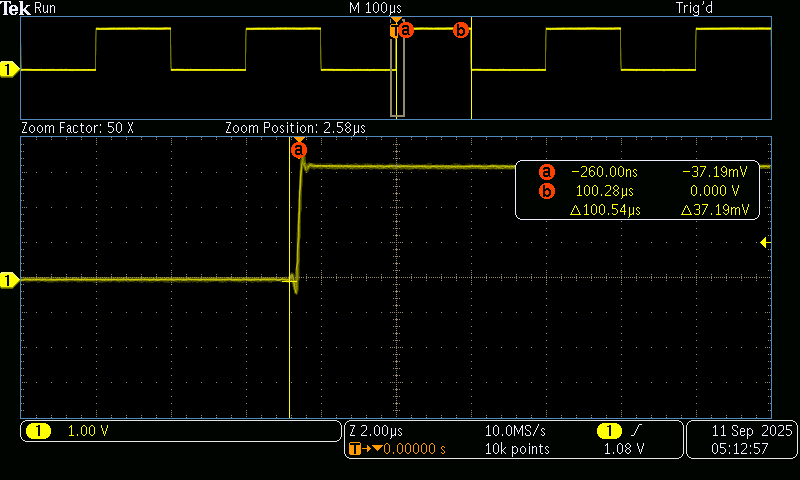 Tek Run M 100µs Trig'd
T a b
1
Zoom Factor: 50 X Zoom Position: 2.58µs
a
a −260.00ns −37.19mV
b 100.28µs 0.000 V
△100.54µs △37.19mV
1
1 1.00 V Z 2.00µs 10.0MS/s 1 11 Sep 2025
T→▼0.00000 s 10k points 1.08 V 05:12:57